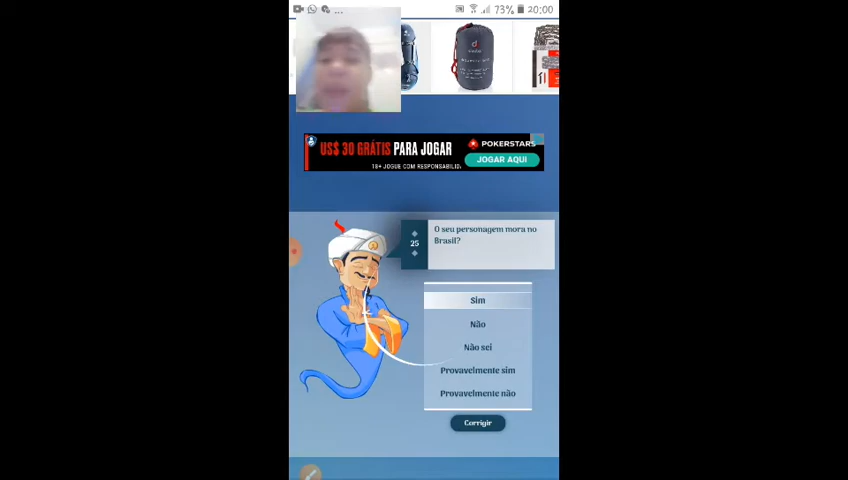 ... 73% 20:00
US$ 30 GRÁTIS PARA JOGAR
POKERSTARS
JOGAR AQUI
18+ JOGUE COM RESPONSABILID
25
O seu personagem mora no
Brasil?
Sim
Não
Não sei
Provavelmente sim
Provavelmente não
Corrigir